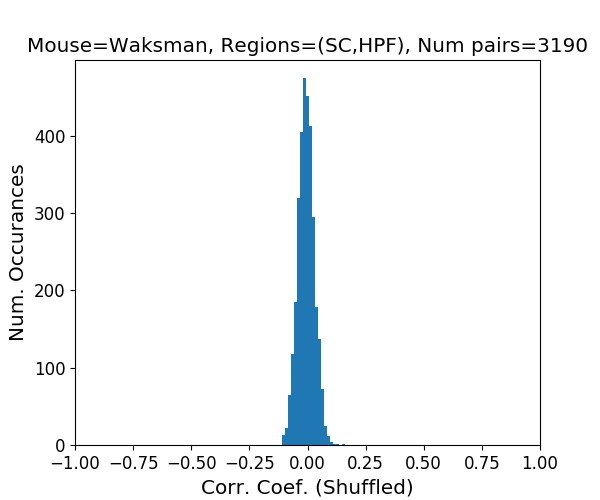 Mouse=Waksman, Regions=(SC,HPF), Num pairs=3190
Num. Occurances
400
300
200
100
0
−1.00 −0.75 −0.50 −0.25 0.00 0.25 0.50 0.75 1.00
Corr. Coef. (Shuffled)